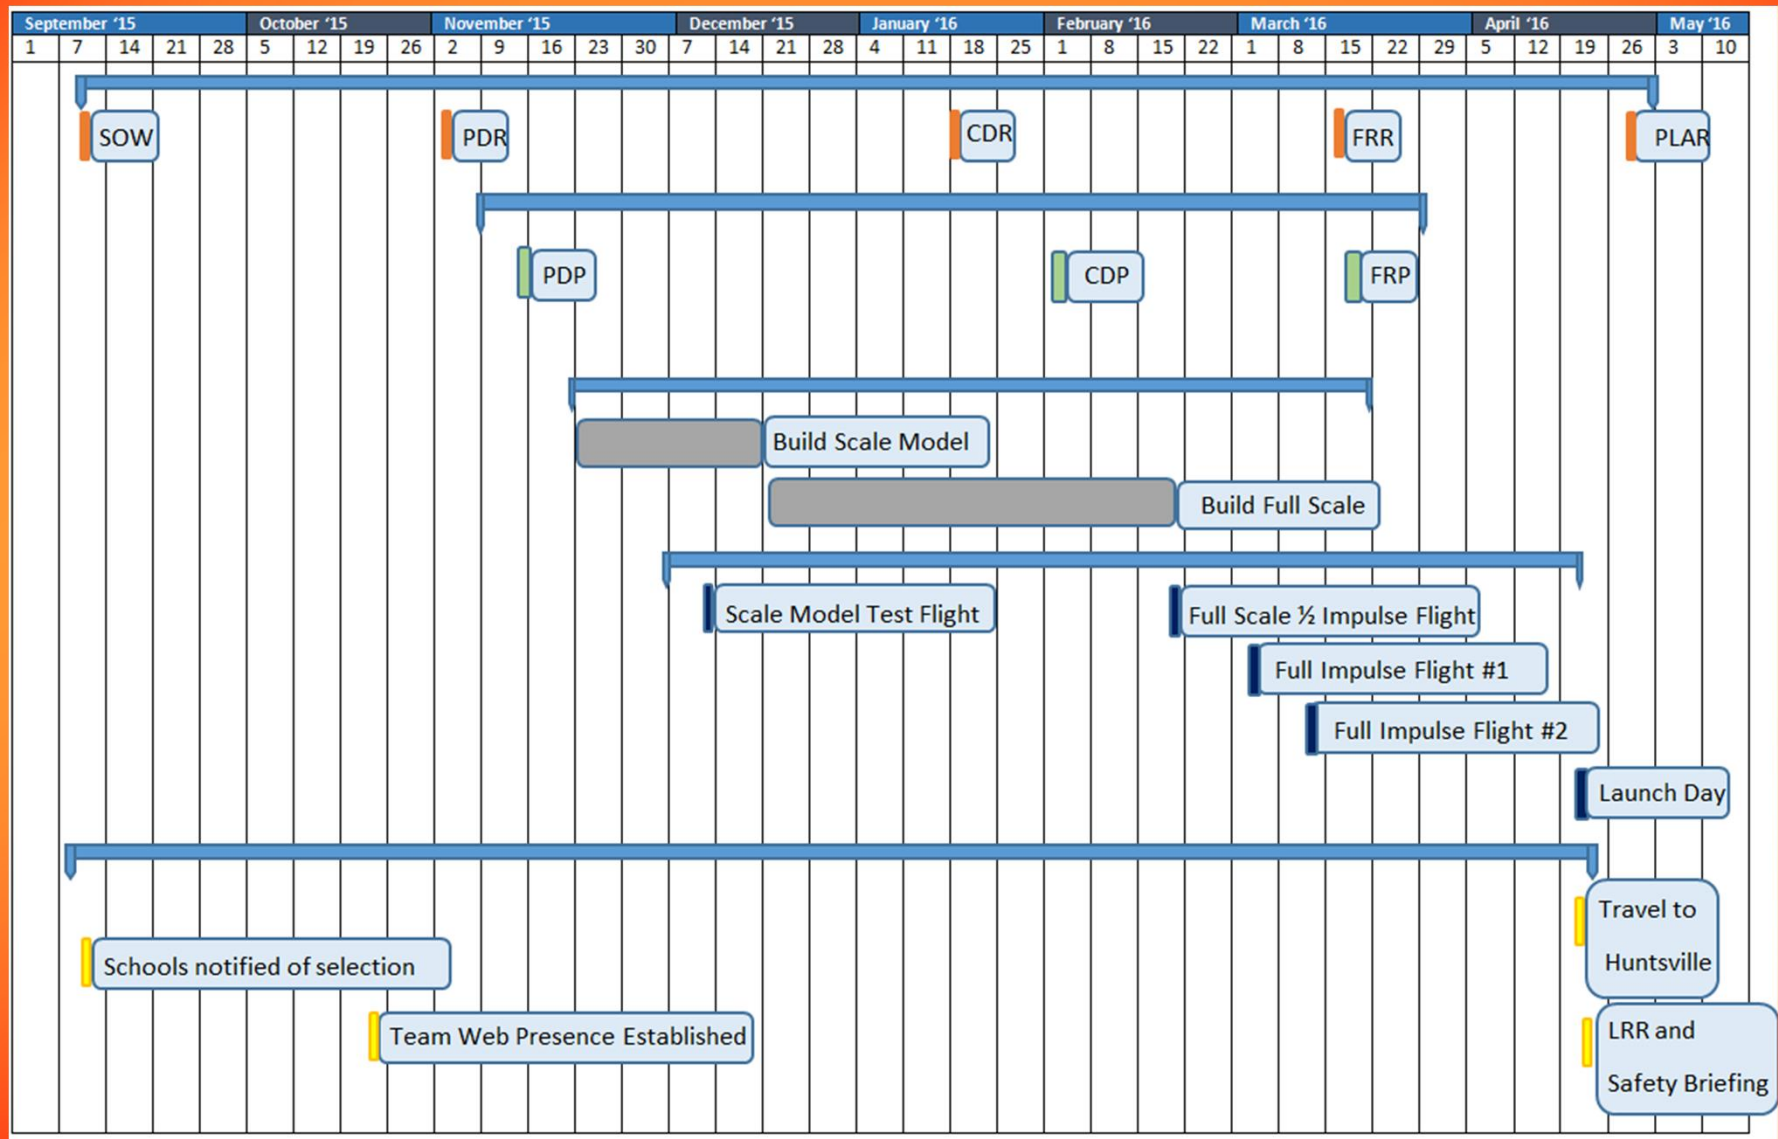 September ‘15 October ‘15 November ‘15 December ‘15 January ‘16 February ‘16 March ‘16 April ‘16 May ‘16
1 7 14 21 28 5 12 19 26 2 9 16 23 30 7 14 21 28 4 11 18 25 1 8 15 22 1 8 15 22 29 5 12 19 26 3 10
SOW PDR CDR FRR PLAR
PDP CDP FRP
Build Scale Model
Build Full Scale
Scale Model Test Flight Full Scale ½ Impulse Flight
Full Impulse Flight #1
Full Impulse Flight #2
Launch Day
Travel to
Huntsville
Schools notified of selection
Team Web Presence Established
LRR and
Safety Briefing